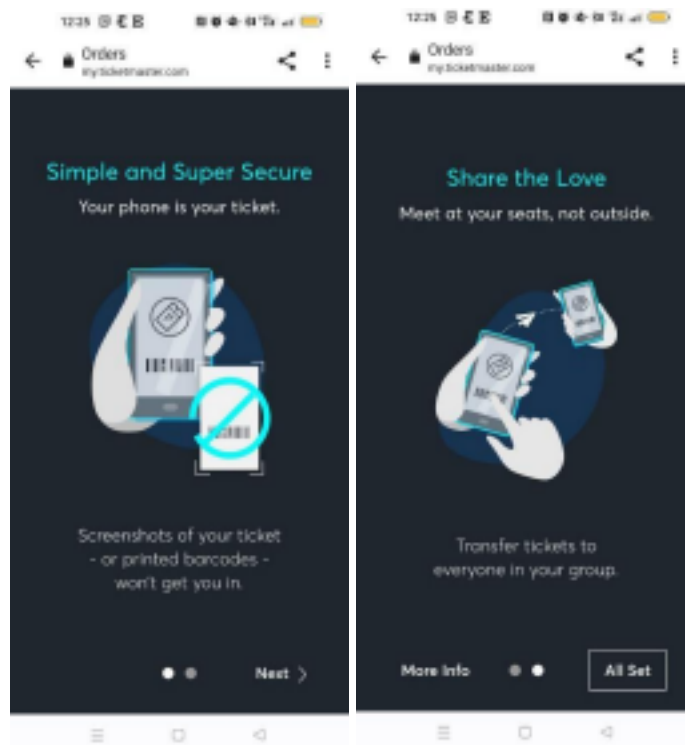 12:25
Orders
my.ticketmaster.com
Simple and Super Secure
Your phone is your ticket.
Screenshots of your ticket
- or printed barcodes -
won't get you in.
Next
12:25
Orders
my.ticketmaster.com
Share the Love
Meet at your seats, not outside.
Transfer tickets to
everyone in your group.
More Info
All Set